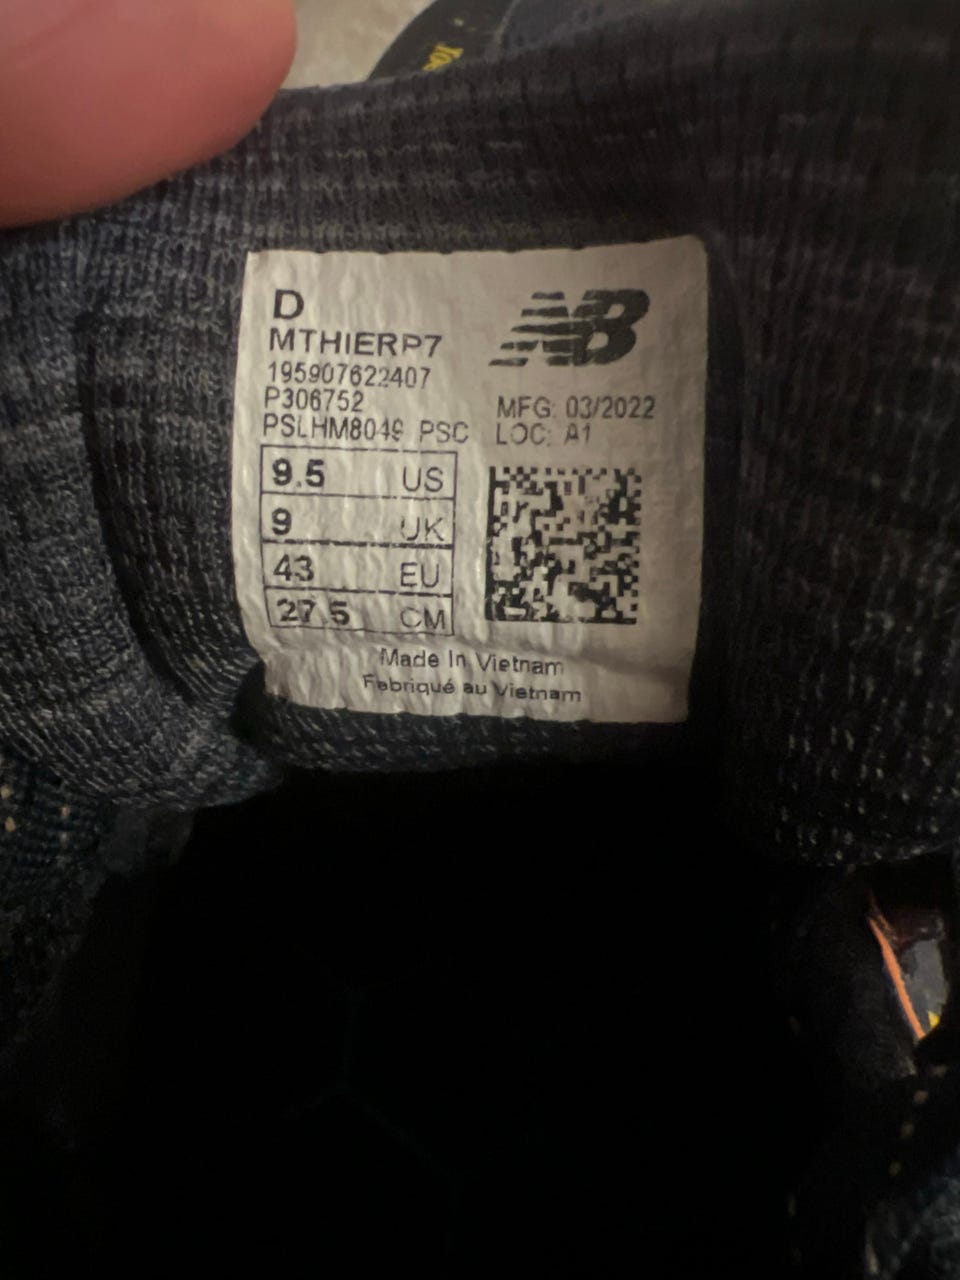 D
MTHIERP7
195907622407
P306752
PSLHM8049 PSC
NB
MFG: 03/2022
LOC: A1
9.5 US
9 UK
43 EU
27.5 CM
Made In Vietnam
Fabriqué au Vietnam